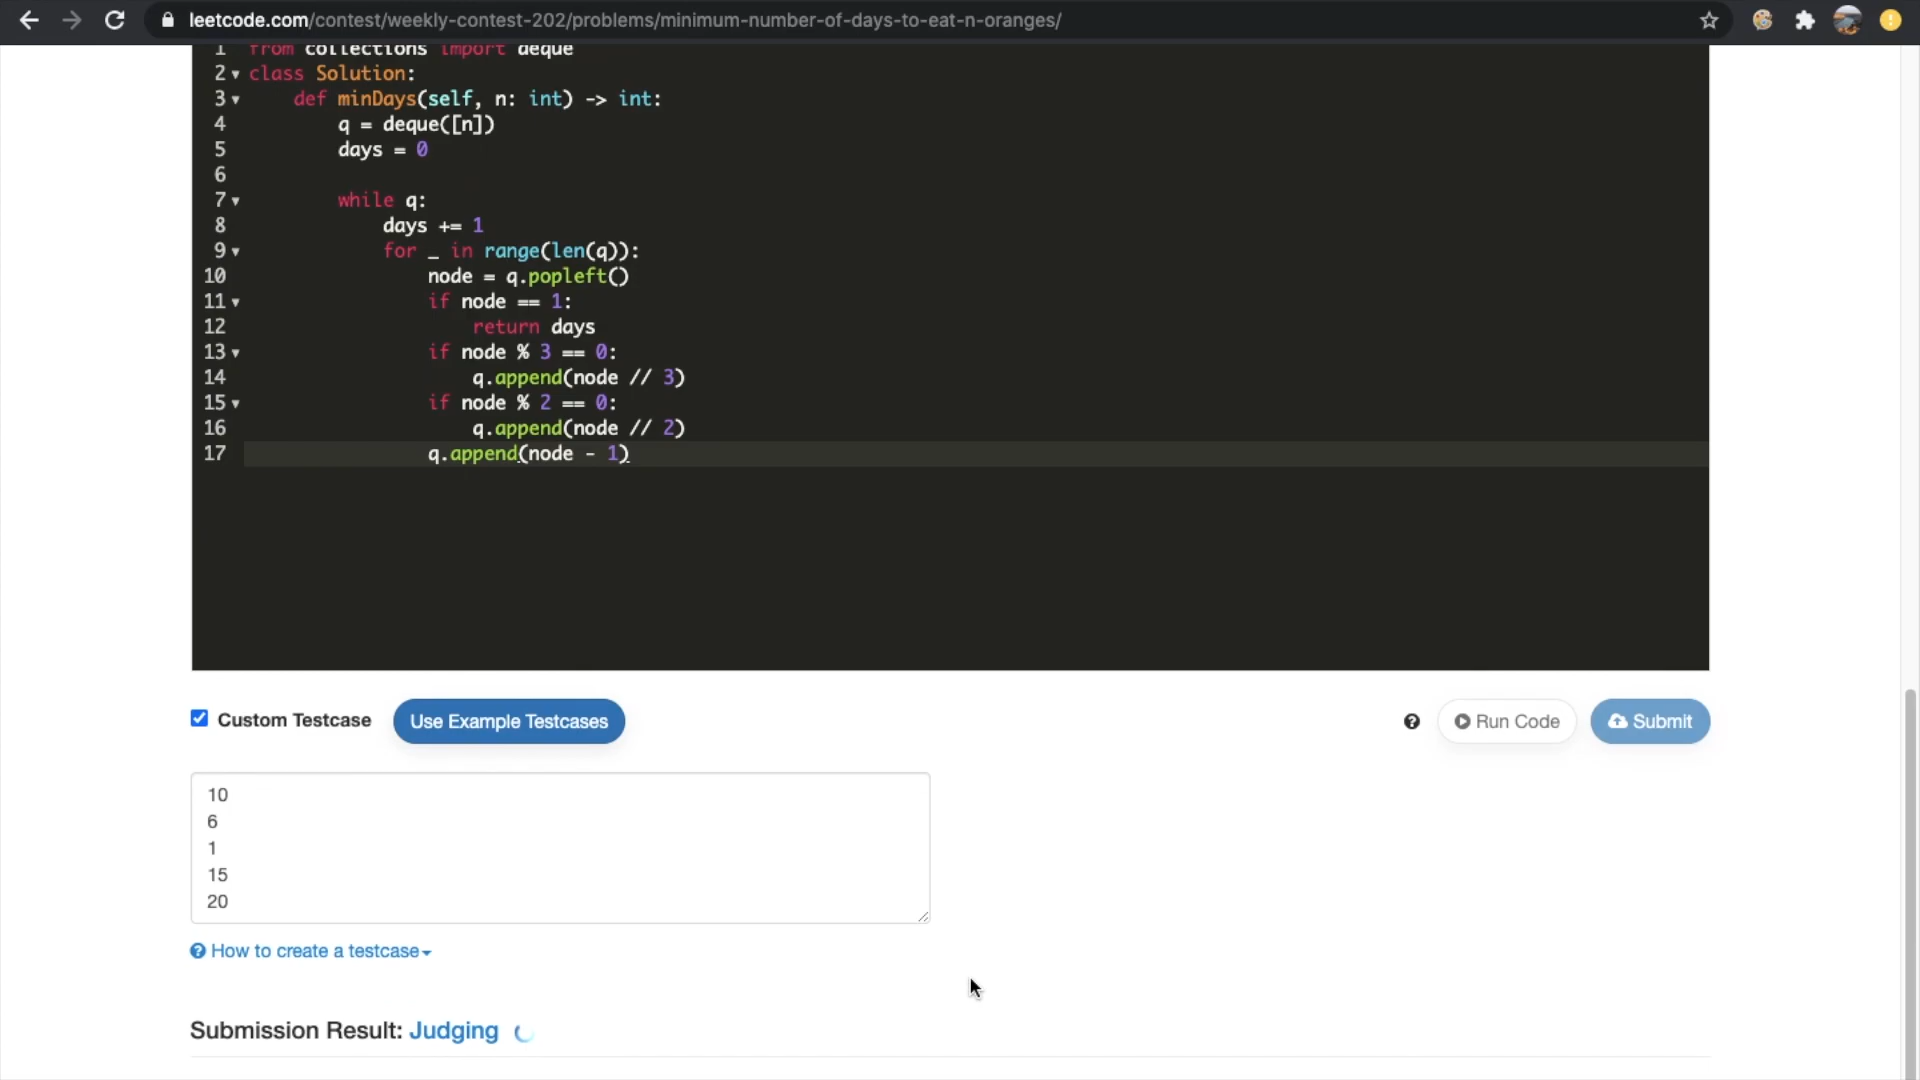 leetcode.com/contest/weekly-contest-202/problems/minimum-number-of-days-to-eat-n-oranges/
1 from collections import deque
2 class Solution:
3     def minDays(self, n: int) -> int:
4         q = deque([n])
5         days = 0
6
7         while q:
8             days += 1
9             for _ in range(len(q)):
10                 node = q.popleft()
11                 if node == 1:
12                     return days
13                 if node % 3 == 0:
14                     q.append(node // 3)
15                 if node % 2 == 0:
16                     q.append(node // 2)
17                 q.append(node - 1)
Custom Testcase Use Example Testcases Run Code Submit
10
6
1
15
20
How to create a testcase
Submission Result: Judging